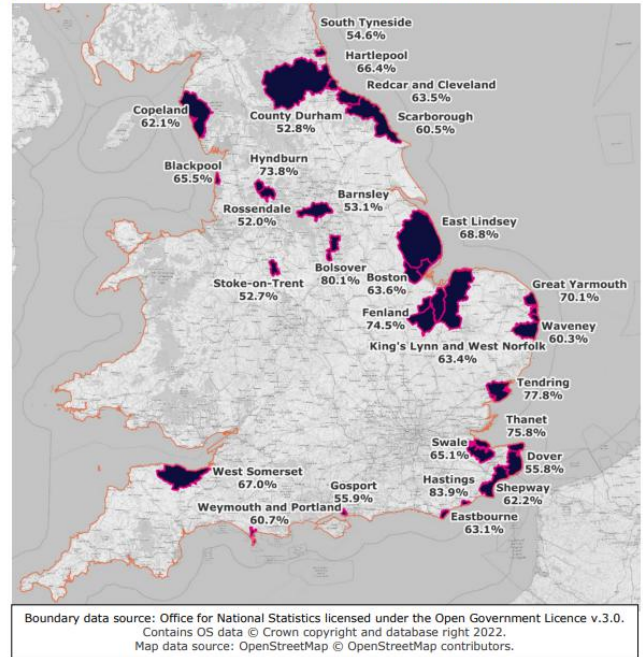 South Tyneside
54.6%
Hartlepool
66.4%
Redcar and Cleveland
63.5%
Copeland
62.1%
County Durham
52.8%
Scarborough
60.5%
Blackpool
65.5%
Hyndburn
73.8%
Barnsley
53.1%
Rossendale
52.0%
East Lindsey
68.8%
Stoke-on-Trent
52.7%
Bolsover
80.1%
Boston
63.6%
Great Yarmouth
70.1%
Fenland
74.5%
Waveney
60.3%
King's Lynn and West Norfolk
63.4%
Tendring
77.8%
Thanet
75.8%
Swale
65.1%
Dover
55.8%
West Somerset
67.0%
Gosport
55.9%
Hastings
83.9%
Shepway
62.2%
Weymouth and Portland
60.7%
Eastbourne
63.1%
Boundary data source: Office for National Statistics licensed under the Open Government Licence v.3.0.
Contains OS data © Crown copyright and database right 2022.
Map data source: OpenStreetMap © OpenStreetMap contributors.